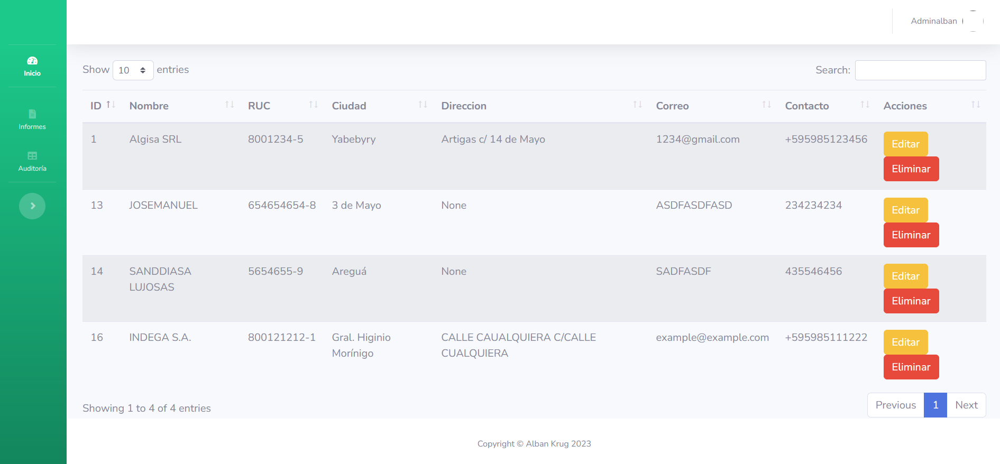 Adminalban
Inicio
Informes
Auditoría
Show 10 entries
Search:
ID Nombre RUC Ciudad Direccion Correo Contacto Acciones
1 Algisa SRL 8001234-5 Yabebyry Artigas c/ 14 de Mayo 1234@gmail.com +595985123456 Editar
Eliminar
13 JOSEMANUEL 654654654-8 3 de Mayo None ASDFASDFASD 234234234 Editar
Eliminar
14 SANDDIASA 5654655-9 Areguá None SADFASDF 435546456 Editar
LUJOSAS
Eliminar
16 INDEGA S.A. 800121212-1 Gral. Higinio CALLE CAUALQUIERA C/CALLE example@example.com +595985111222 Editar
Morínigo CUALQUIERA
Eliminar
Showing 1 to 4 of 4 entries
Previous 1 Next
Copyright © Alban Krug 2023